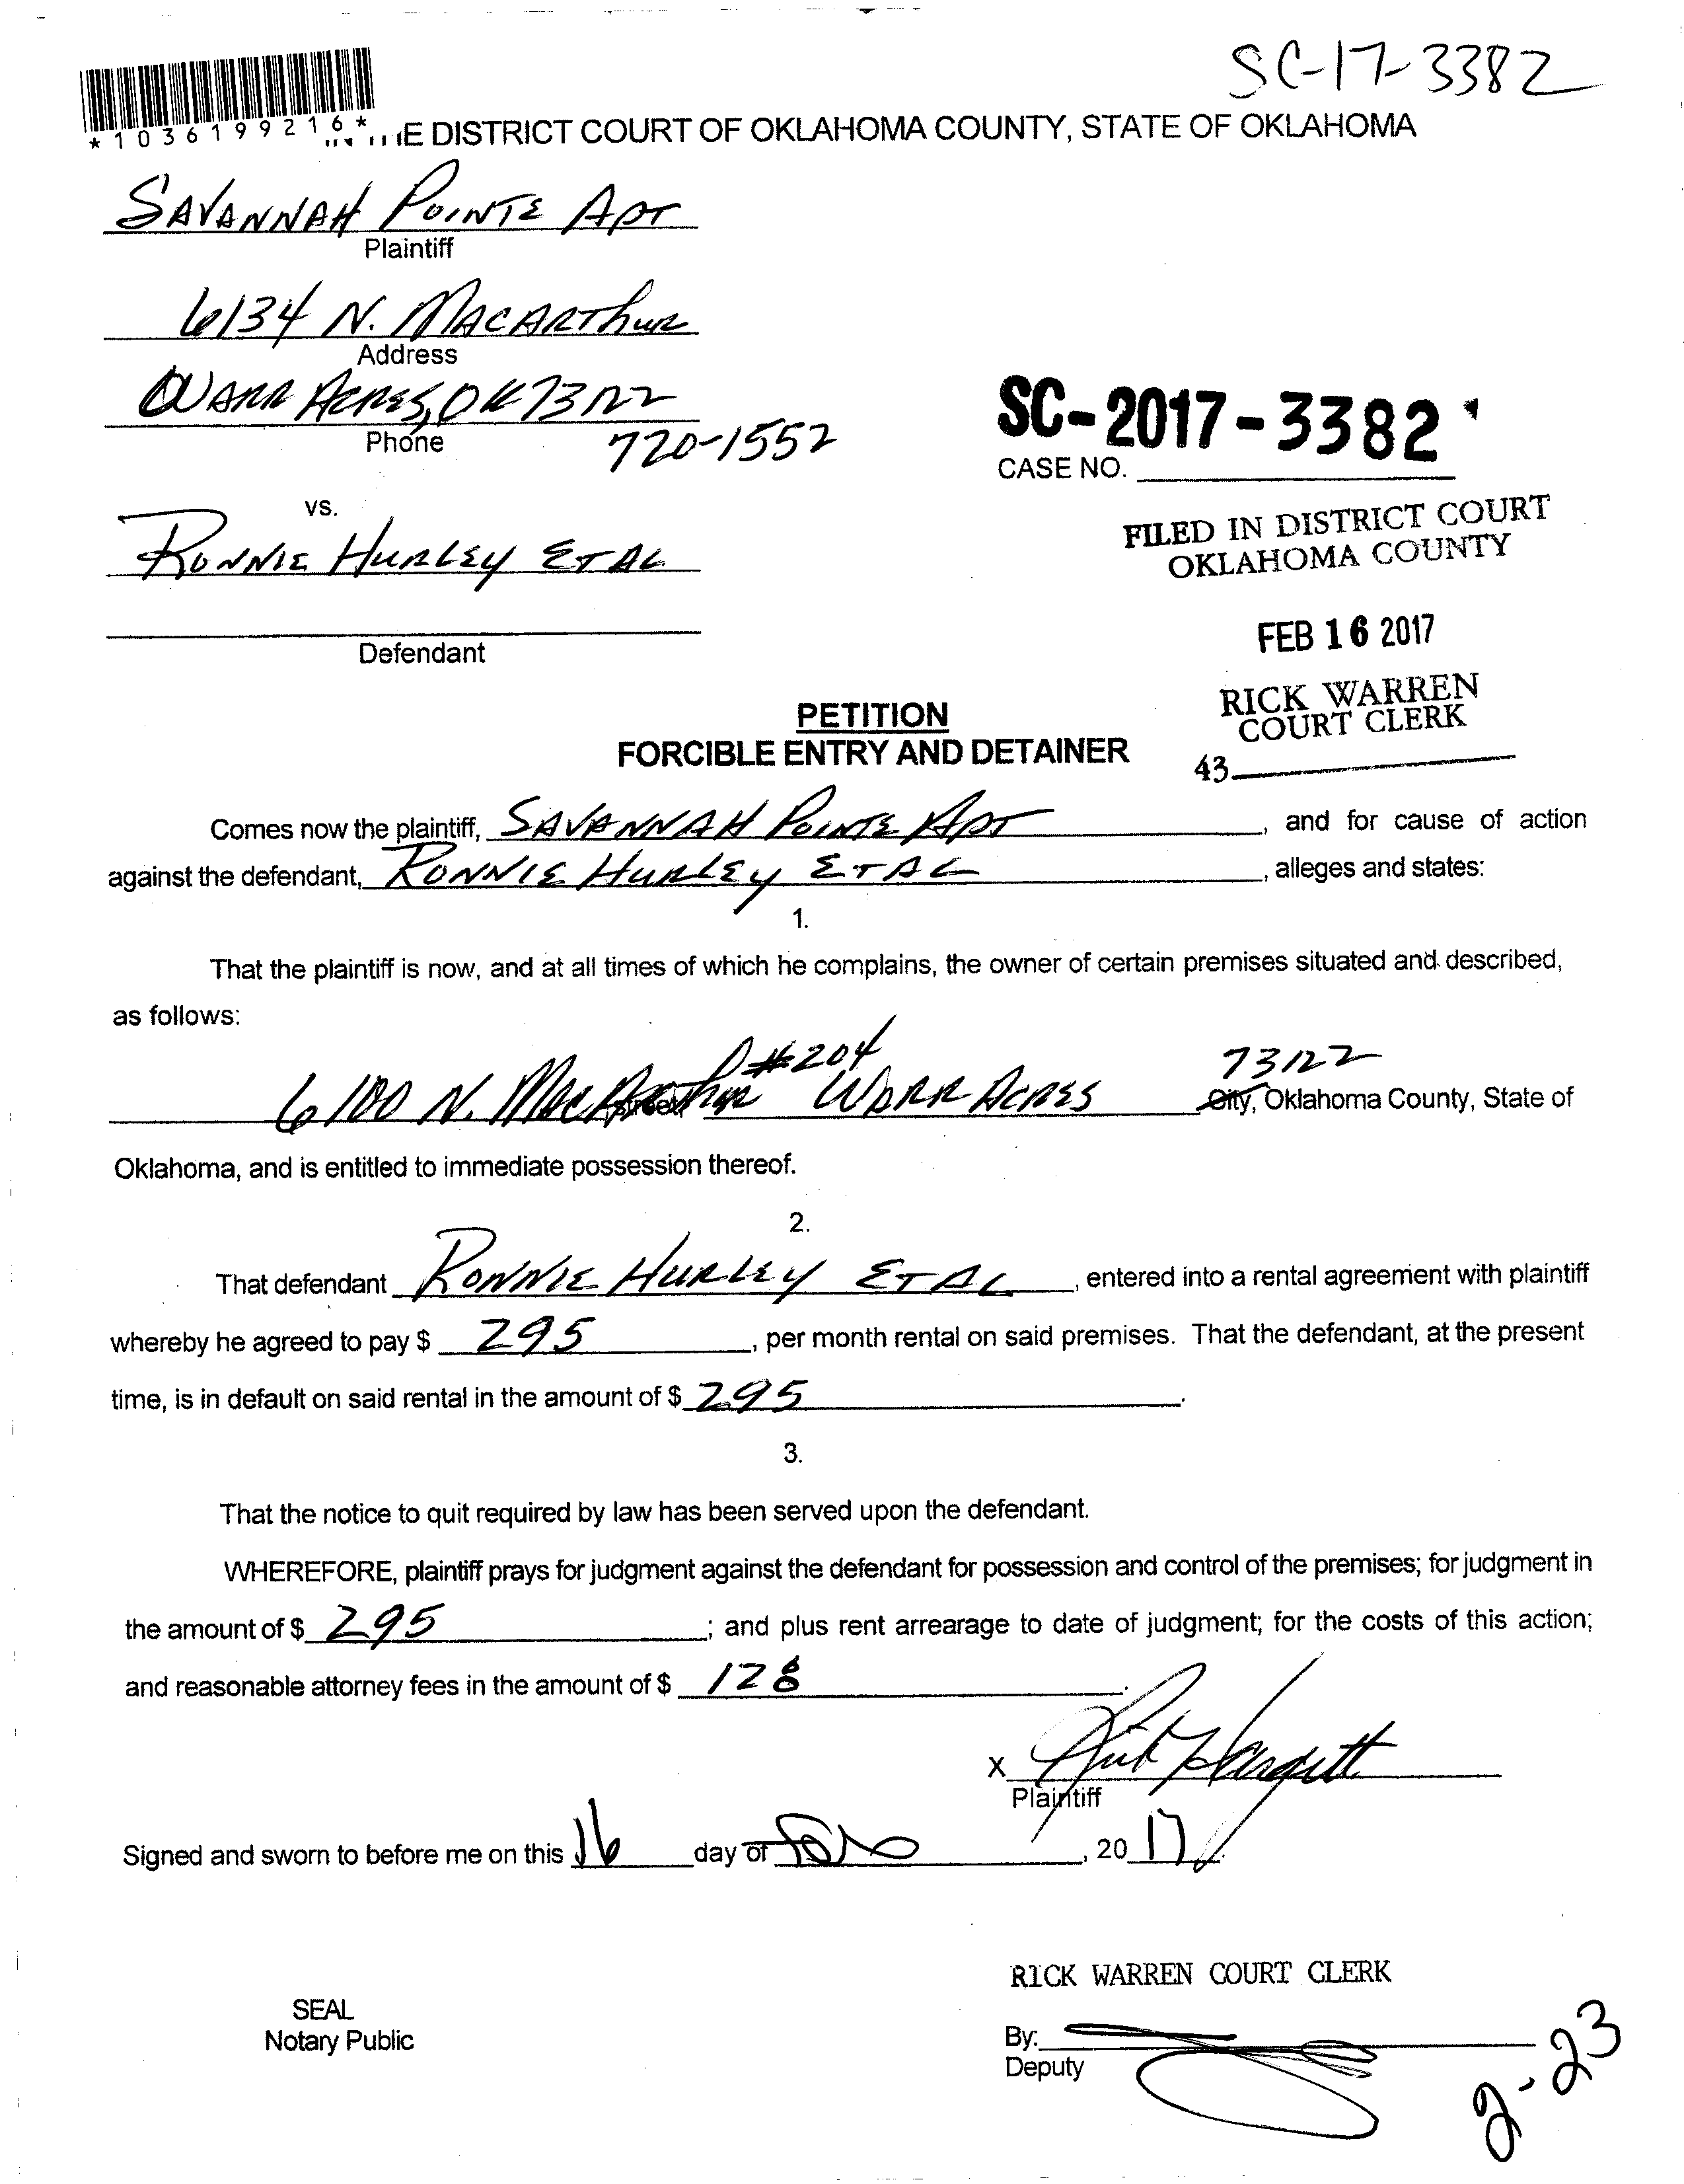 SC-17-3382
*1036199216*
THE DISTRICT COURT OF OKLAHOMA COUNTY, STATE OF OKLAHOMA
SAVANNAH POINTE APT
Plaintiff
6134 N. MACARThUR
Address
WARR ACRES, OK 73122
Phone
720-1552
SC-2017-3382
CASE NO.
vs.
RONNIE HURLEY ETAL
Defendant
FILED IN DISTRICT COURT
OKLAHOMA COUNTY
FEB 16 2017
RICK WARREN
COURT CLERK
43
PETITION
FORCIBLE ENTRY AND DETAINER
Comes now the plaintiff, SAVANNAH POINTE APT, and for cause of action
against the defendant, RONNIE HURLEY ETAL, alleges and states:
1.
That the plaintiff is now, and at all times of which he complains, the owner of certain premises situated and described,
as follows:
6100 N. MacArthur #204 WARR ACRES 73122 City, Oklahoma County, State of
(street)
Oklahoma, and is entitled to immediate possession thereof.
2.
That defendant RONNIE HURLEY ETAL, entered into a rental agreement with plaintiff
whereby he agreed to pay $ 295, per month rental on said premises. That the defendant, at the present
time, is in default on said rental in the amount of $ 295.
3.
That the notice to quit required by law has been served upon the defendant.
WHEREFORE, plaintiff prays for judgment against the defendant for possession and control of the premises; for judgment in
the amount of $ 295; and plus rent arrearage to date of judgment; for the costs of this action;
and reasonable attorney fees in the amount of $ 128.
X
Plaintiff
Signed and sworn to before me on this 16 day of Feb, 2017.
RICK WARREN COURT CLERK
SEAL
Notary Public
By:
Deputy
2-23